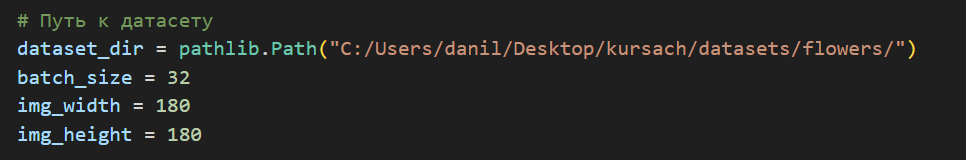 # Путь к датасету
dataset_dir = pathlib.Path("C:/Users/danil/Desktop/kursach/datasets/flowers/")
batch_size = 32
img_width = 180
img_height = 180